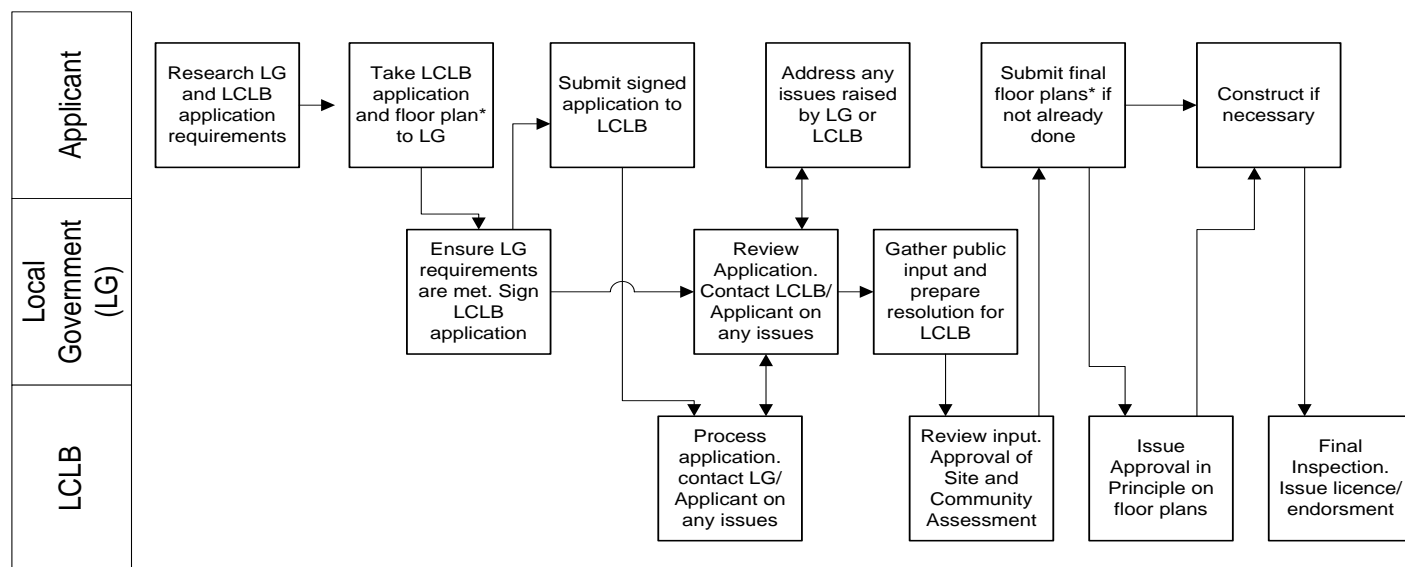 Applicant
Research LG
and LCLB
application
requirements
Take LCLB
application
and floor plan*
to LG
Submit signed
application to
LCLB
Address any
issues raised
by LG or
LCLB
Submit final
floor plans* if
not already
done
Construct if
necessary
Local
Government
(LG)
Ensure LG
requirements
are met. Sign
LCLB
application
Review
Application.
Contact LCLB/
Applicant on
any issues
Gather public
input and
prepare
resolution for
LCLB
LCLB
Process
application.
contact LG/
Applicant on
any issues
Review input.
Approval of
Site and
Community
Assessment
Issue
Approval in
Principle on
floor plans
Final
Inspection.
Issue licence/
endorsment